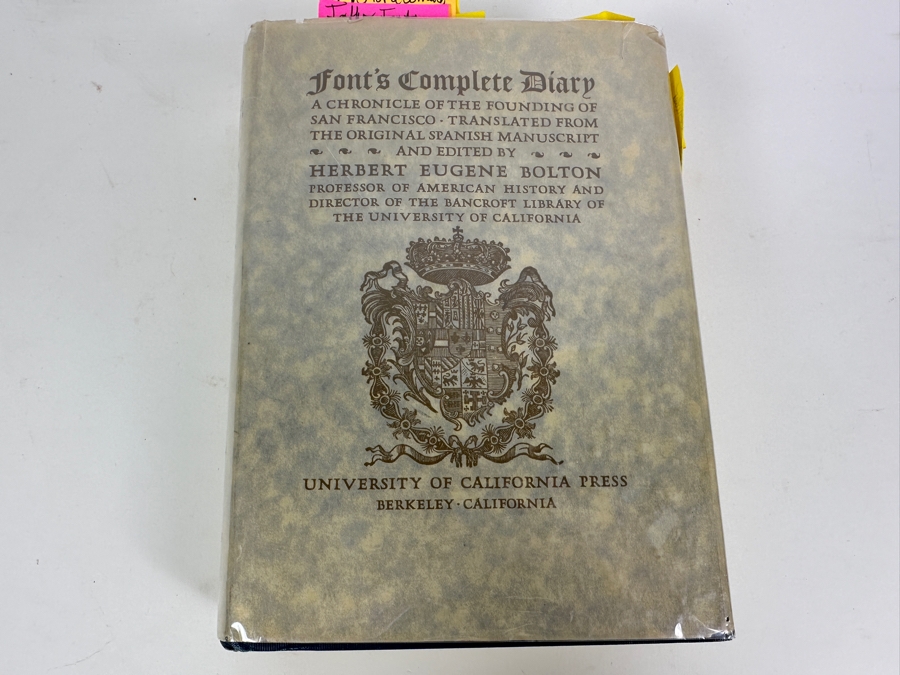 Font's Complete Diary
A CHRONICLE OF THE FOUNDING OF
SAN FRANCISCO · TRANSLATED FROM
THE ORIGINAL SPANISH MANUSCRIPT
AND EDITED BY
HERBERT EUGENE BOLTON
PROFESSOR OF AMERICAN HISTORY AND
DIRECTOR OF THE BANCROFT LIBRARY OF
THE UNIVERSITY OF CALIFORNIA
UNIVERSITY OF CALIFORNIA PRESS
BERKELEY · CALIFORNIA